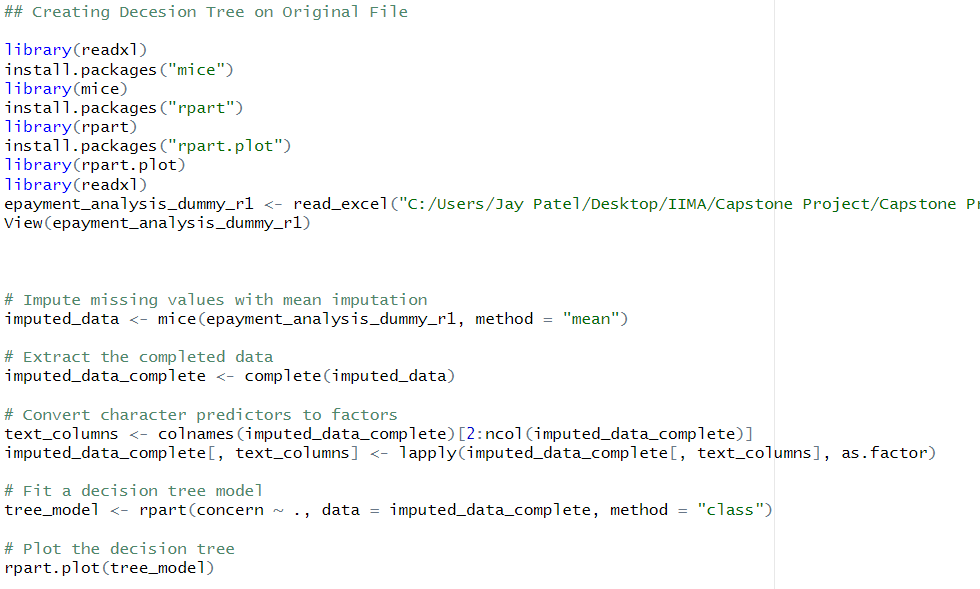 ## Creating Decesion Tree on Original File
library(readxl)
install.packages("mice")
library(mice)
install.packages("rpart")
library(rpart)
install.packages("rpart.plot")
library(rpart.plot)
library(readxl)
epayment_analysis_dummy_r1 <- read_excel("C:/Users/Jay Patel/Desktop/IIMA/Capstone Project/Capstone Pr
View(epayment_analysis_dummy_r1)
# Impute missing values with mean imputation
imputed_data <- mice(epayment_analysis_dummy_r1, method = "mean")
# Extract the completed data
imputed_data_complete <- complete(imputed_data)
# Convert character predictors to factors
text_columns <- colnames(imputed_data_complete)[2:ncol(imputed_data_complete)]
imputed_data_complete[, text_columns] <- lapply(imputed_data_complete[, text_columns], as.factor)
# Fit a decision tree model
tree_model <- rpart(concern ~ ., data = imputed_data_complete, method = "class")
# Plot the decision tree
rpart.plot(tree_model)